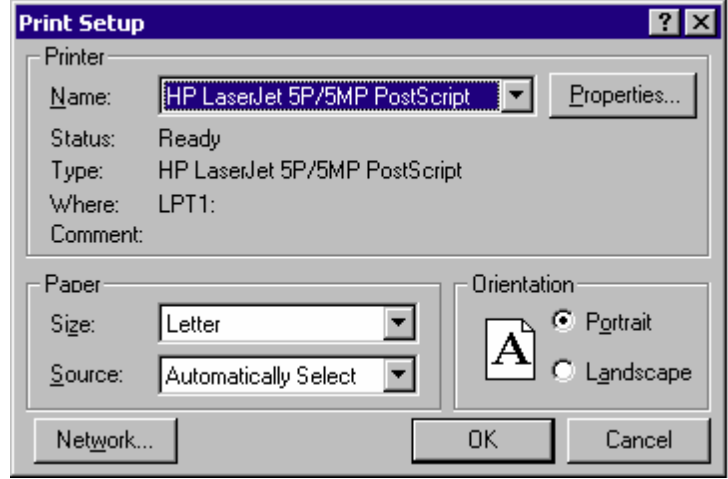 Print Setup
Printer
Name: HP LaserJet 5P/5MP PostScript Properties...
Status: Ready
Type: HP LaserJet 5P/5MP PostScript
Where: LPT1:
Comment:
Paper Orientation
Size: Letter Portrait
A
Source: Automatically Select Landscape
Network... OK Cancel